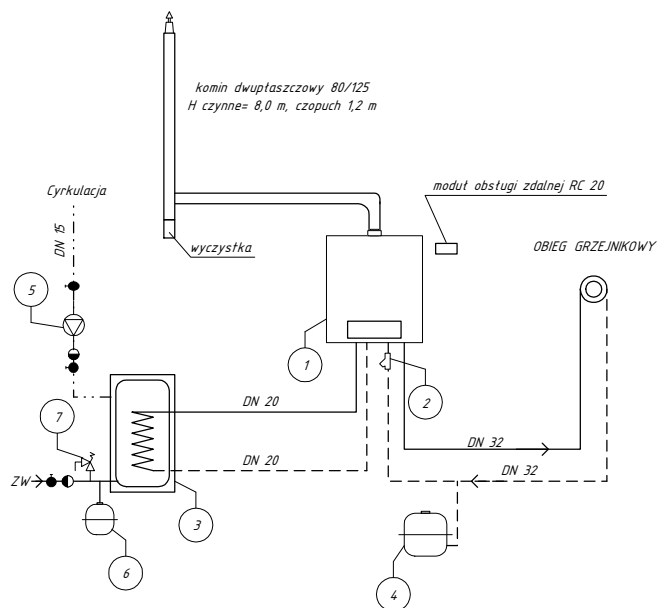 komin dwupłaszczowy 80/125
H czynne= 8,0 m, czopuch 1,2 m
Cyrkulacja
moduł obsługi zdalnej RC 20
DN 15
wyczystka
OBIEG GRZEJNIKOWY
5
1
2
7
DN 20
DN 32
DN 20
DN 32
ZW
3
6
4